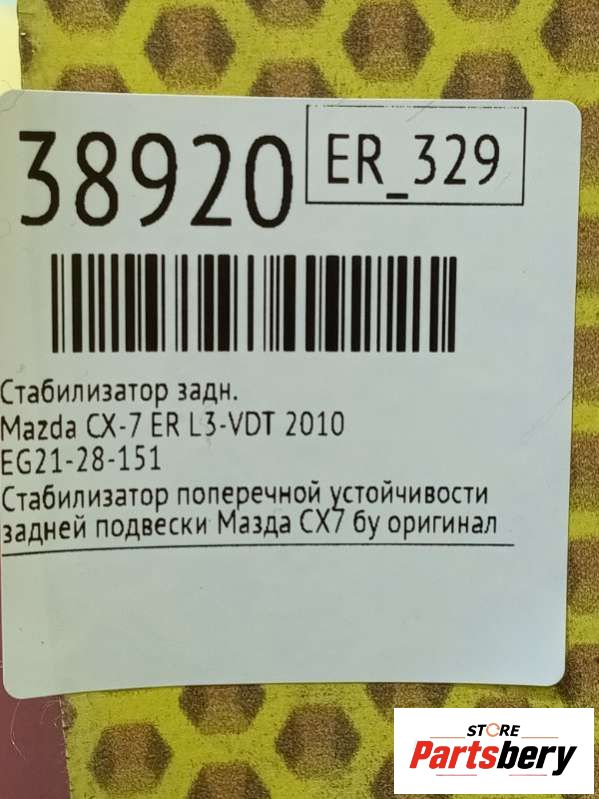 38920
ER_329
Стабилизатор задн.
Mazda CX-7 ER L3-VDT 2010
EG21-28-151
Стабилизатор поперечной устойчивости
задней подвески Мазда СХ7 бу оригинал
STORE
Partsbery